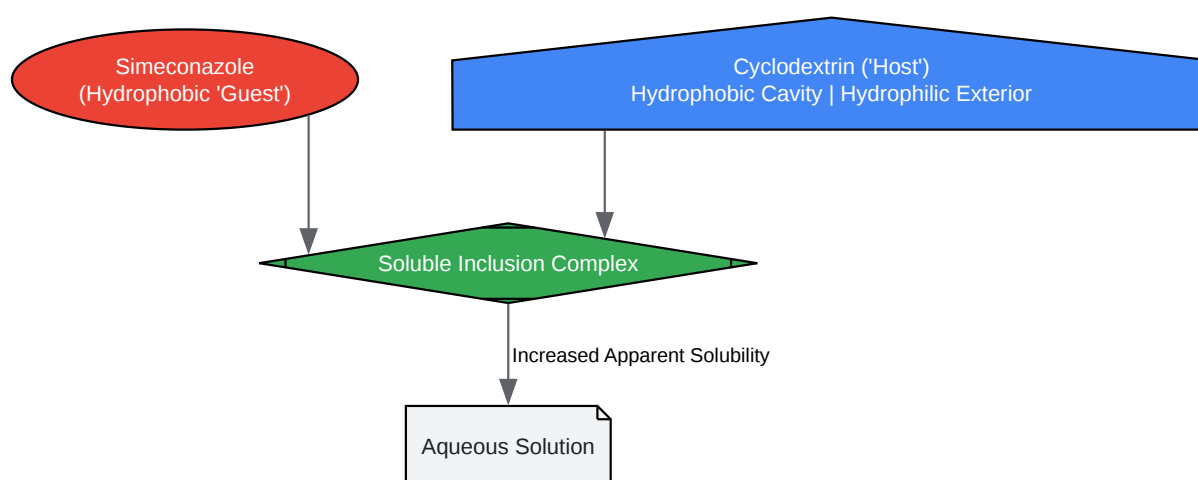 Simeconazole
(Hydrophobic 'Guest')
Cyclodextrin ('Host')
Hydrophobic Cavity | Hydrophilic Exterior
Soluble Inclusion Complex
Increased Apparent Solubility
Aqueous Solution